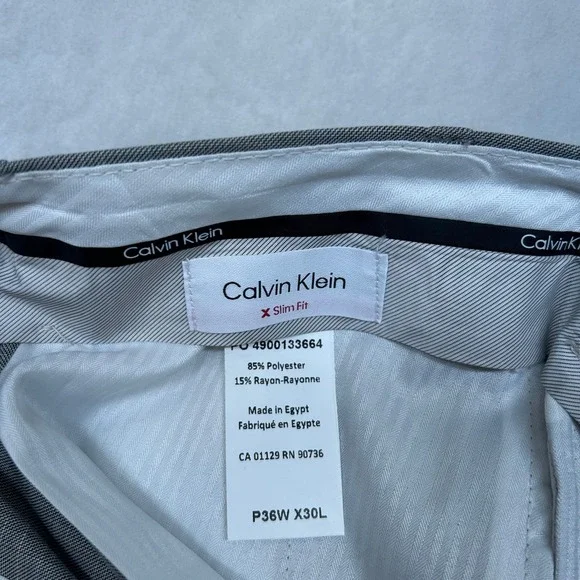 Calvin Klein
Calvin Klein
Calvin Klein
X Slim Fit
PO 4900133664
85% Polyester
15% Rayon-Rayonne
Made in Egypt
Fabriqué en Egypte
CA 01129 RN 90736
P36W X30L